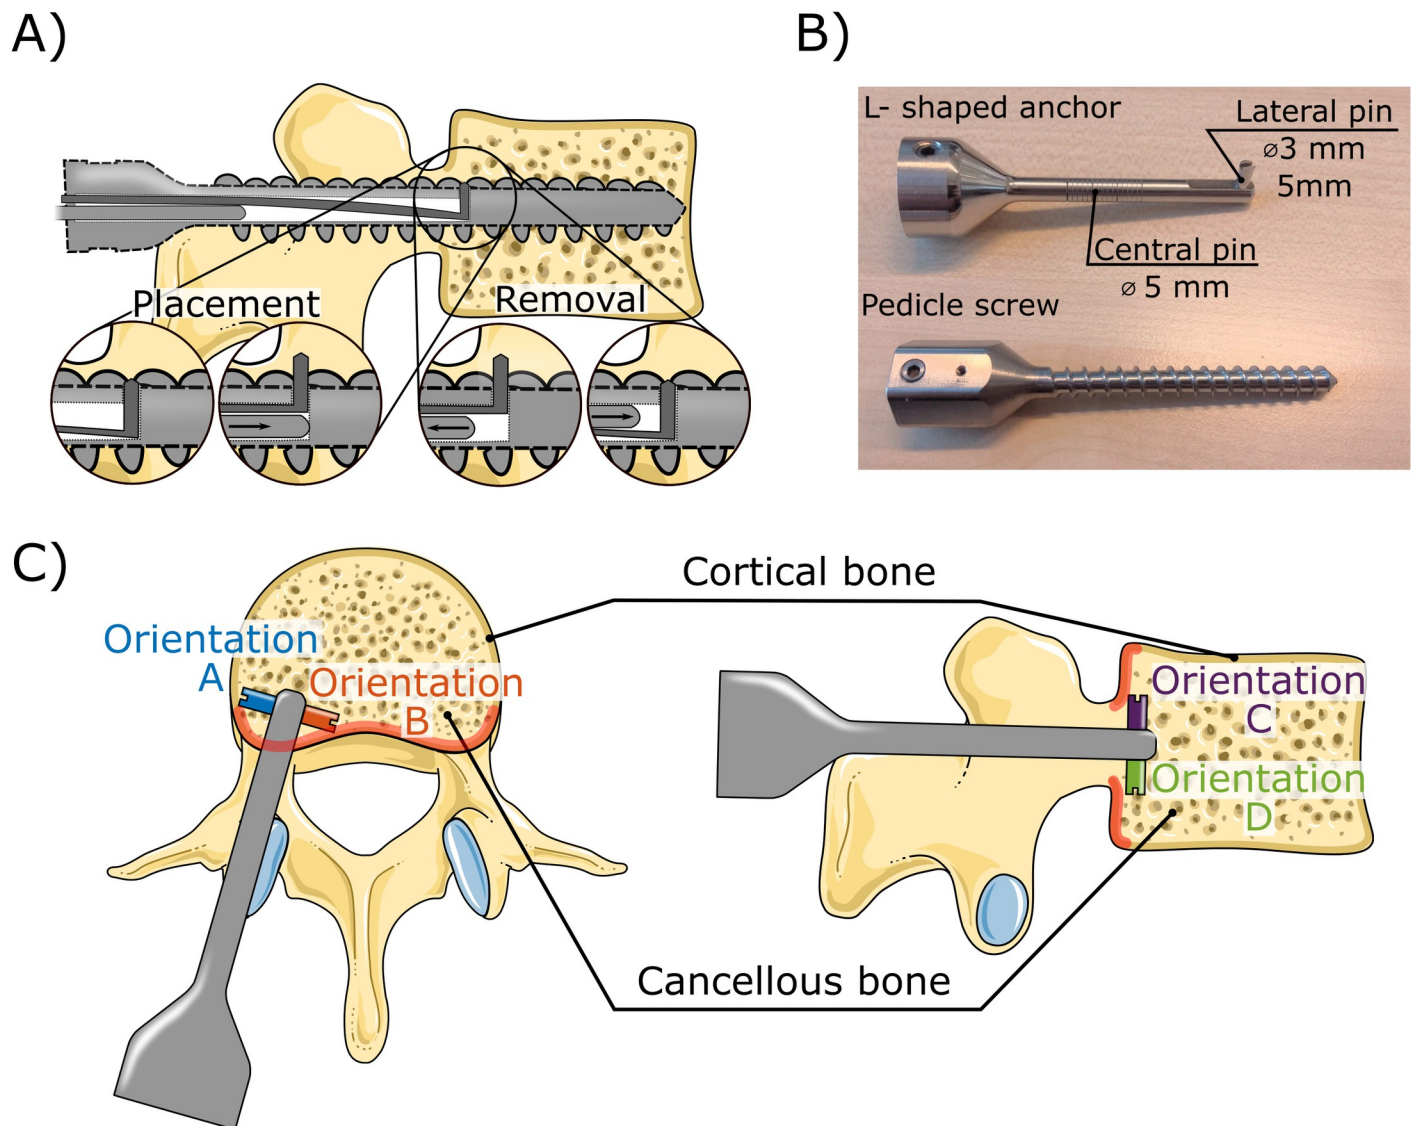 A)
Placement
Removal
B)
L- shaped anchor
Lateral pin
⌀3 mm
5mm
Central pin
⌀ 5 mm
Pedicle screw
C)
Cortical bone
Orientation
A
Orientation
B
Orientation
C
Orientation
D
Cancellous bone